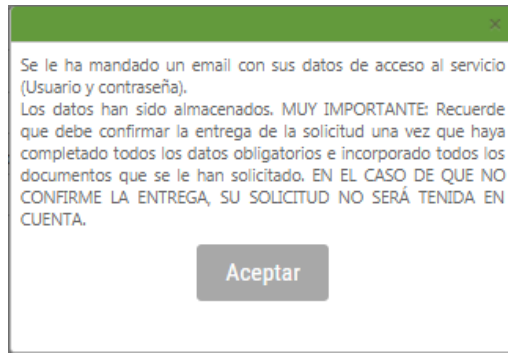 Se le ha mandado un email con sus datos de acceso al servicio
(Usuario y contraseña).
Los datos han sido almacenados. MUY IMPORTANTE: Recuerde
que debe confirmar la entrega de la solicitud una vez que haya
completado todos los datos obligatorios e incorporado todos los
documentos que se le han solicitado. EN EL CASO DE QUE NO
CONFIRME LA ENTREGA, SU SOLICITUD NO SERÁ TENIDA EN
CUENTA.
Aceptar